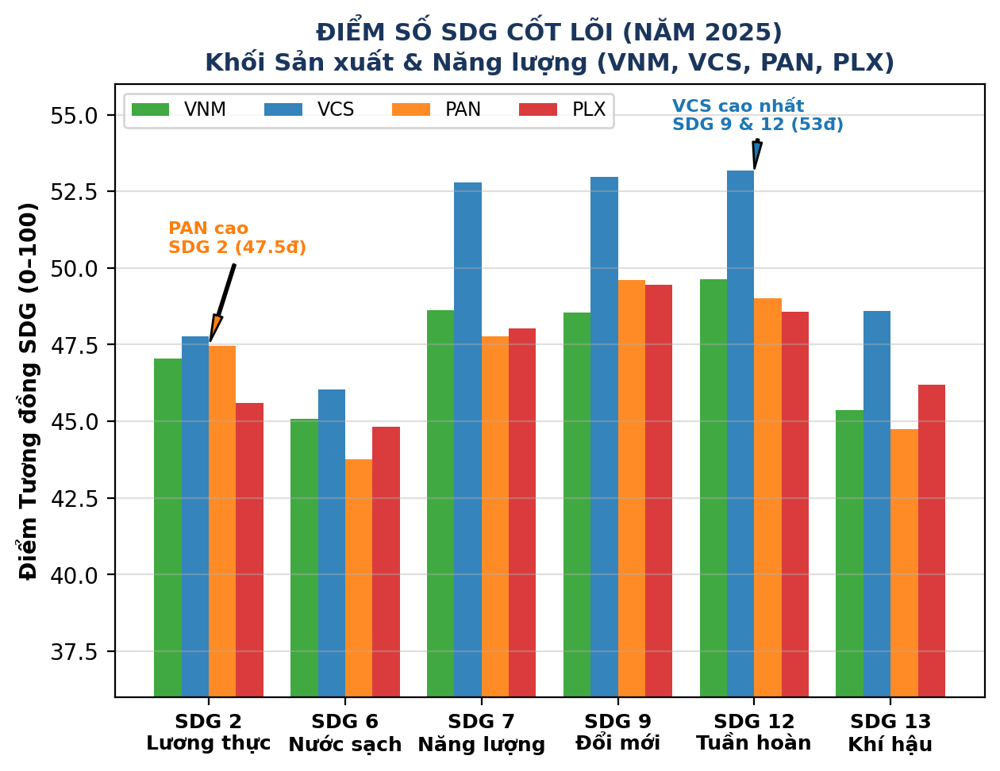 ĐIỂM SỐ SDG CỐT LÕI (NĂM 2025)
Khối Sản xuất & Năng lượng (VNM, VCS, PAN, PLX)
VNM VCS PAN PLX
VCS cao nhất
SDG 9 & 12 (53đ)
PAN cao
SDG 2 (47.5đ)
Điểm Tương đồng SDG (0–100)
55.0
52.5
50.0
47.5
45.0
42.5
40.0
37.5
SDG 2 SDG 6 SDG 7 SDG 9 SDG 12 SDG 13
Lương thực Nước sạch Năng lượng Đổi mới Tuần hoàn Khí hậu